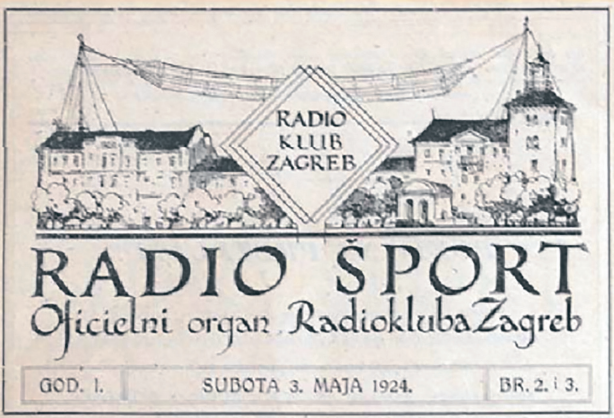 RADIO
KLUB
ZAGREB
RADIO ŠPORT
Oficielni organ Radiokluba Zagreb
GOD. I. SUBOTA 3. MAJA 1924. BR. 2. i 3.